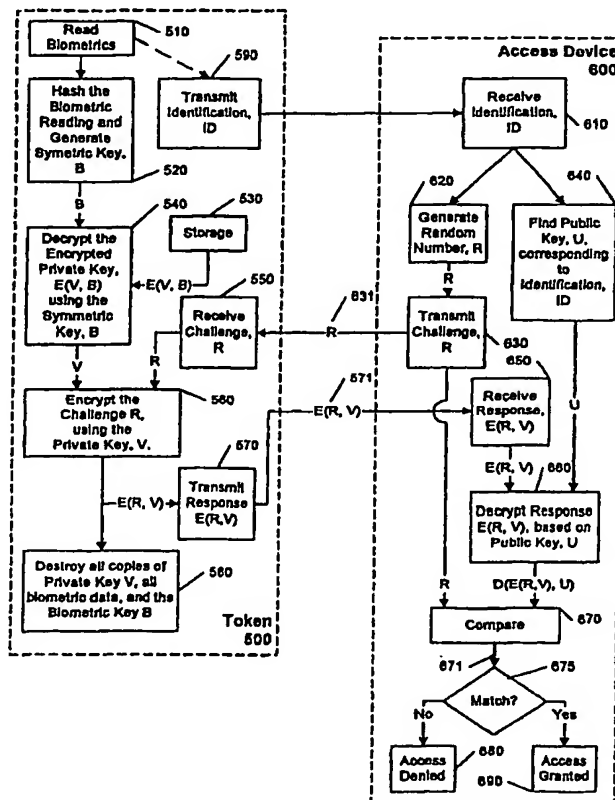 Read
Biometrics
510
590
Hash the
Biometric
Reading and
Generate
Symetric Key,
B
520
Transmit
Identification,
ID
B
540
530
Storage
Decrypt the
Encrypted
Private Key,
E(V, B)
using the
Symmetric
Key, B
E(V, B)
550
Receive
Challenge,
R
V
R
Encrypt the
Challenge R,
using the
Private Key, V.
560
570
E(R, V)
Transmit
Response
E(R,V)
Destroy all copies of
Private Key V, all
biometric data, and the
Biometric Key B
580
Token
500
631
R
571
E(R, V)
Access Device
600
Receive
Identification,
ID
610
620
640
Generate
Random
Number, R
Find Public
Key, U,
corresponding
to
Identification,
ID
R
Transmit
Challenge,
R
630
650
Receive
Response,
E(R, V)
U
E(R, V)
660
Decrypt Response
E(R, V), based on
Public Key, U
R
D(E(R,V), U)
Compare
670
671
675
Match?
No
Yes
Access
Denied
680
Access
Granted
690